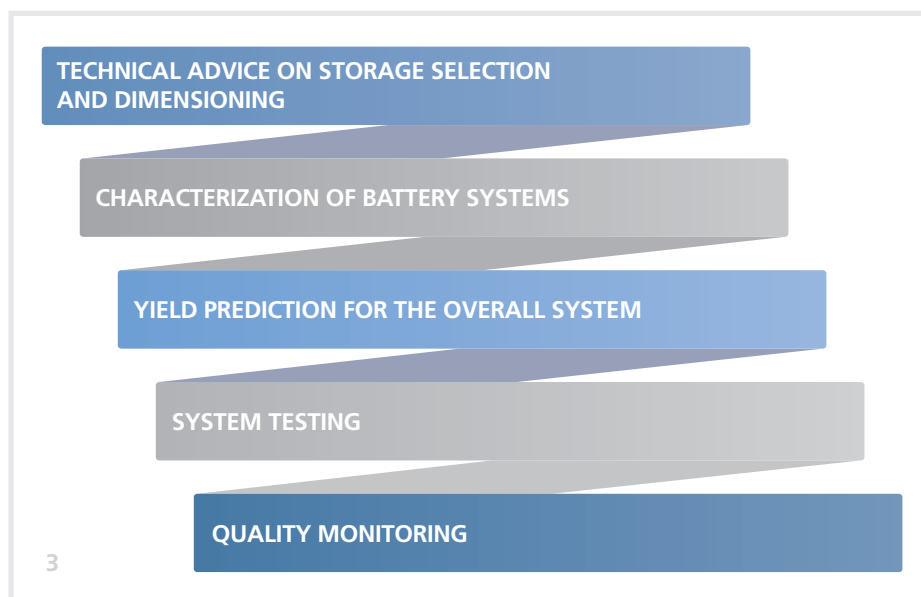 TECHNICAL ADVICE ON STORAGE SELECTION
AND DIMENSIONING
CHARACTERIZATION OF BATTERY SYSTEMS
YIELD PREDICTION FOR THE OVERALL SYSTEM
SYSTEM TESTING
QUALITY MONITORING
3